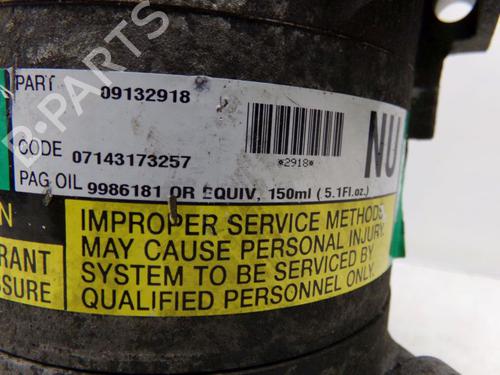 PART 09132918
*2918*
NU
CODE 07143173257
PAG OIL 9986181 OR EQUIV, 150ml ( 5.1Fl.oz.)
IMPROPER SERVICE METHODS
MAY CAUSE PERSONAL INJURY.
SYSTEM TO BE SERVICED BY
QUALIFIED PERSONNEL ONLY.
N
RANT
SSURE
B-PARTS